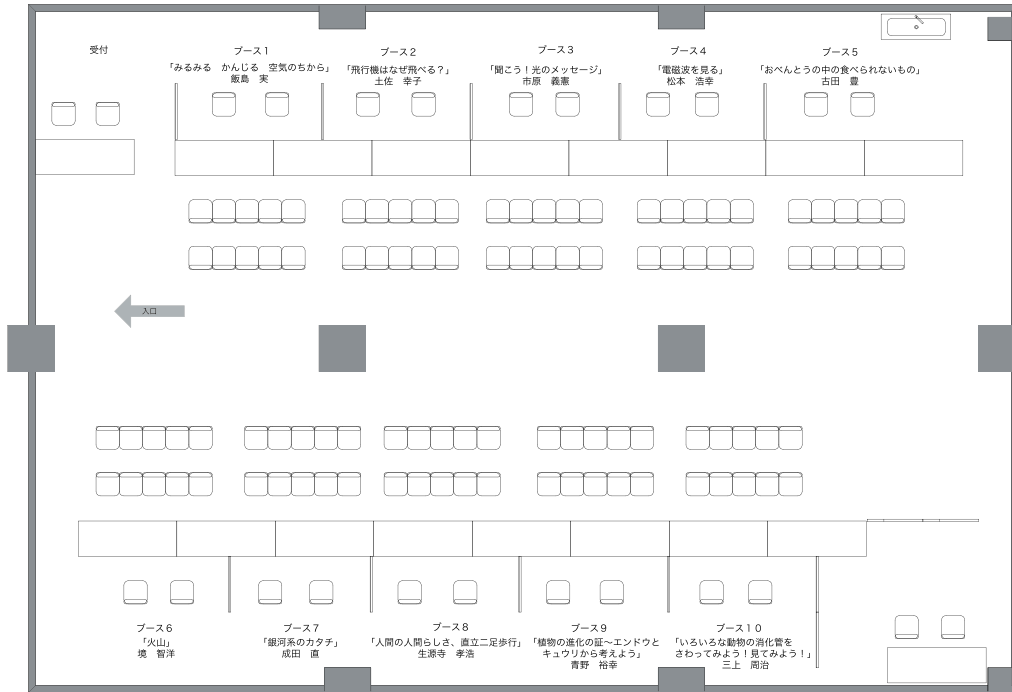 受付
ブース1
「みるみる　かんじる　空気のちから」
飯島　実
ブース2
「飛行機はなぜ飛べる？」
土佐　幸子
ブース3
「聞こう！光のメッセージ」
市原　義憲
ブース4
「電磁波を見る」
松本　浩幸
ブース5
「おべんとうの中の食べられないもの」
古田　豊
入口
ブース6
「火山」
境　智洋
ブース7
「銀河系のカタチ」
成田　直
ブース8
「人間の人間らしさ、直立二足歩行」
生源寺　孝浩
ブース9
「植物の進化の証〜エンドウと
キュウリから考えよう」
青野　裕幸
ブース10
「いろいろな動物の消化管を
さわってみよう！見てみよう！」
三上　周治